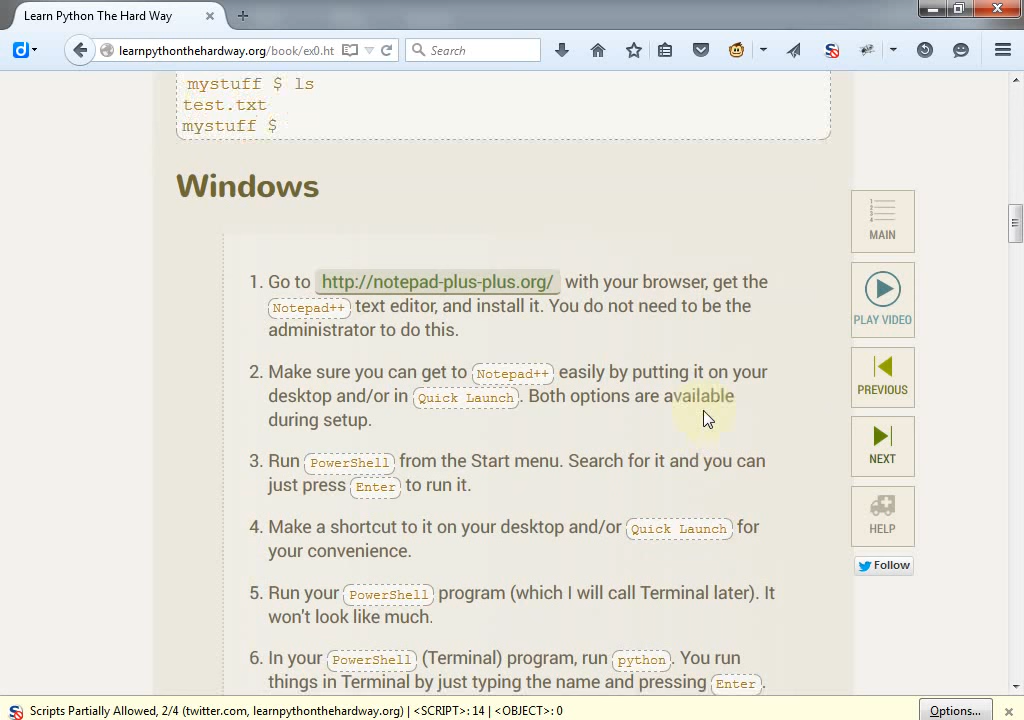 Learn Python The Hard Way
learnpythonthehardway.org/book/ex0.ht
Search
mystuff $ ls
test.txt
mystuff $
Windows
1. Go to http://notepad-plus-plus.org/ with your browser, get the
Notepad++ text editor, and install it. You do not need to be the
administrator to do this.
2. Make sure you can get to Notepad++ easily by putting it on your
desktop and/or in Quick Launch. Both options are available
during setup.
3. Run PowerShell from the Start menu. Search for it and you can
just press Enter to run it.
4. Make a shortcut to it on your desktop and/or Quick Launch for
your convenience.
5. Run your PowerShell program (which I will call Terminal later). It
won't look like much.
6. In your PowerShell (Terminal) program, run python. You run
things in Terminal by just typing the name and pressing Enter.
MAIN
PLAY VIDEO
PREVIOUS
NEXT
HELP
Follow
Scripts Partially Allowed, 2/4 (twitter.com, learnpythonthehardway.org) | <SCRIPT>: 14 | <OBJECT>: 0
Options...